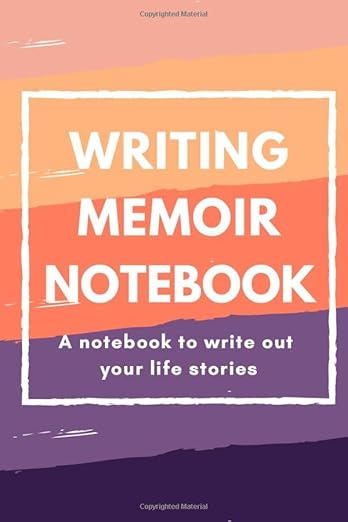 Copyrighted Material
WRITING
MEMOIR
NOTEBOOK
A notebook to write out
your life stories
Copyrighted Material